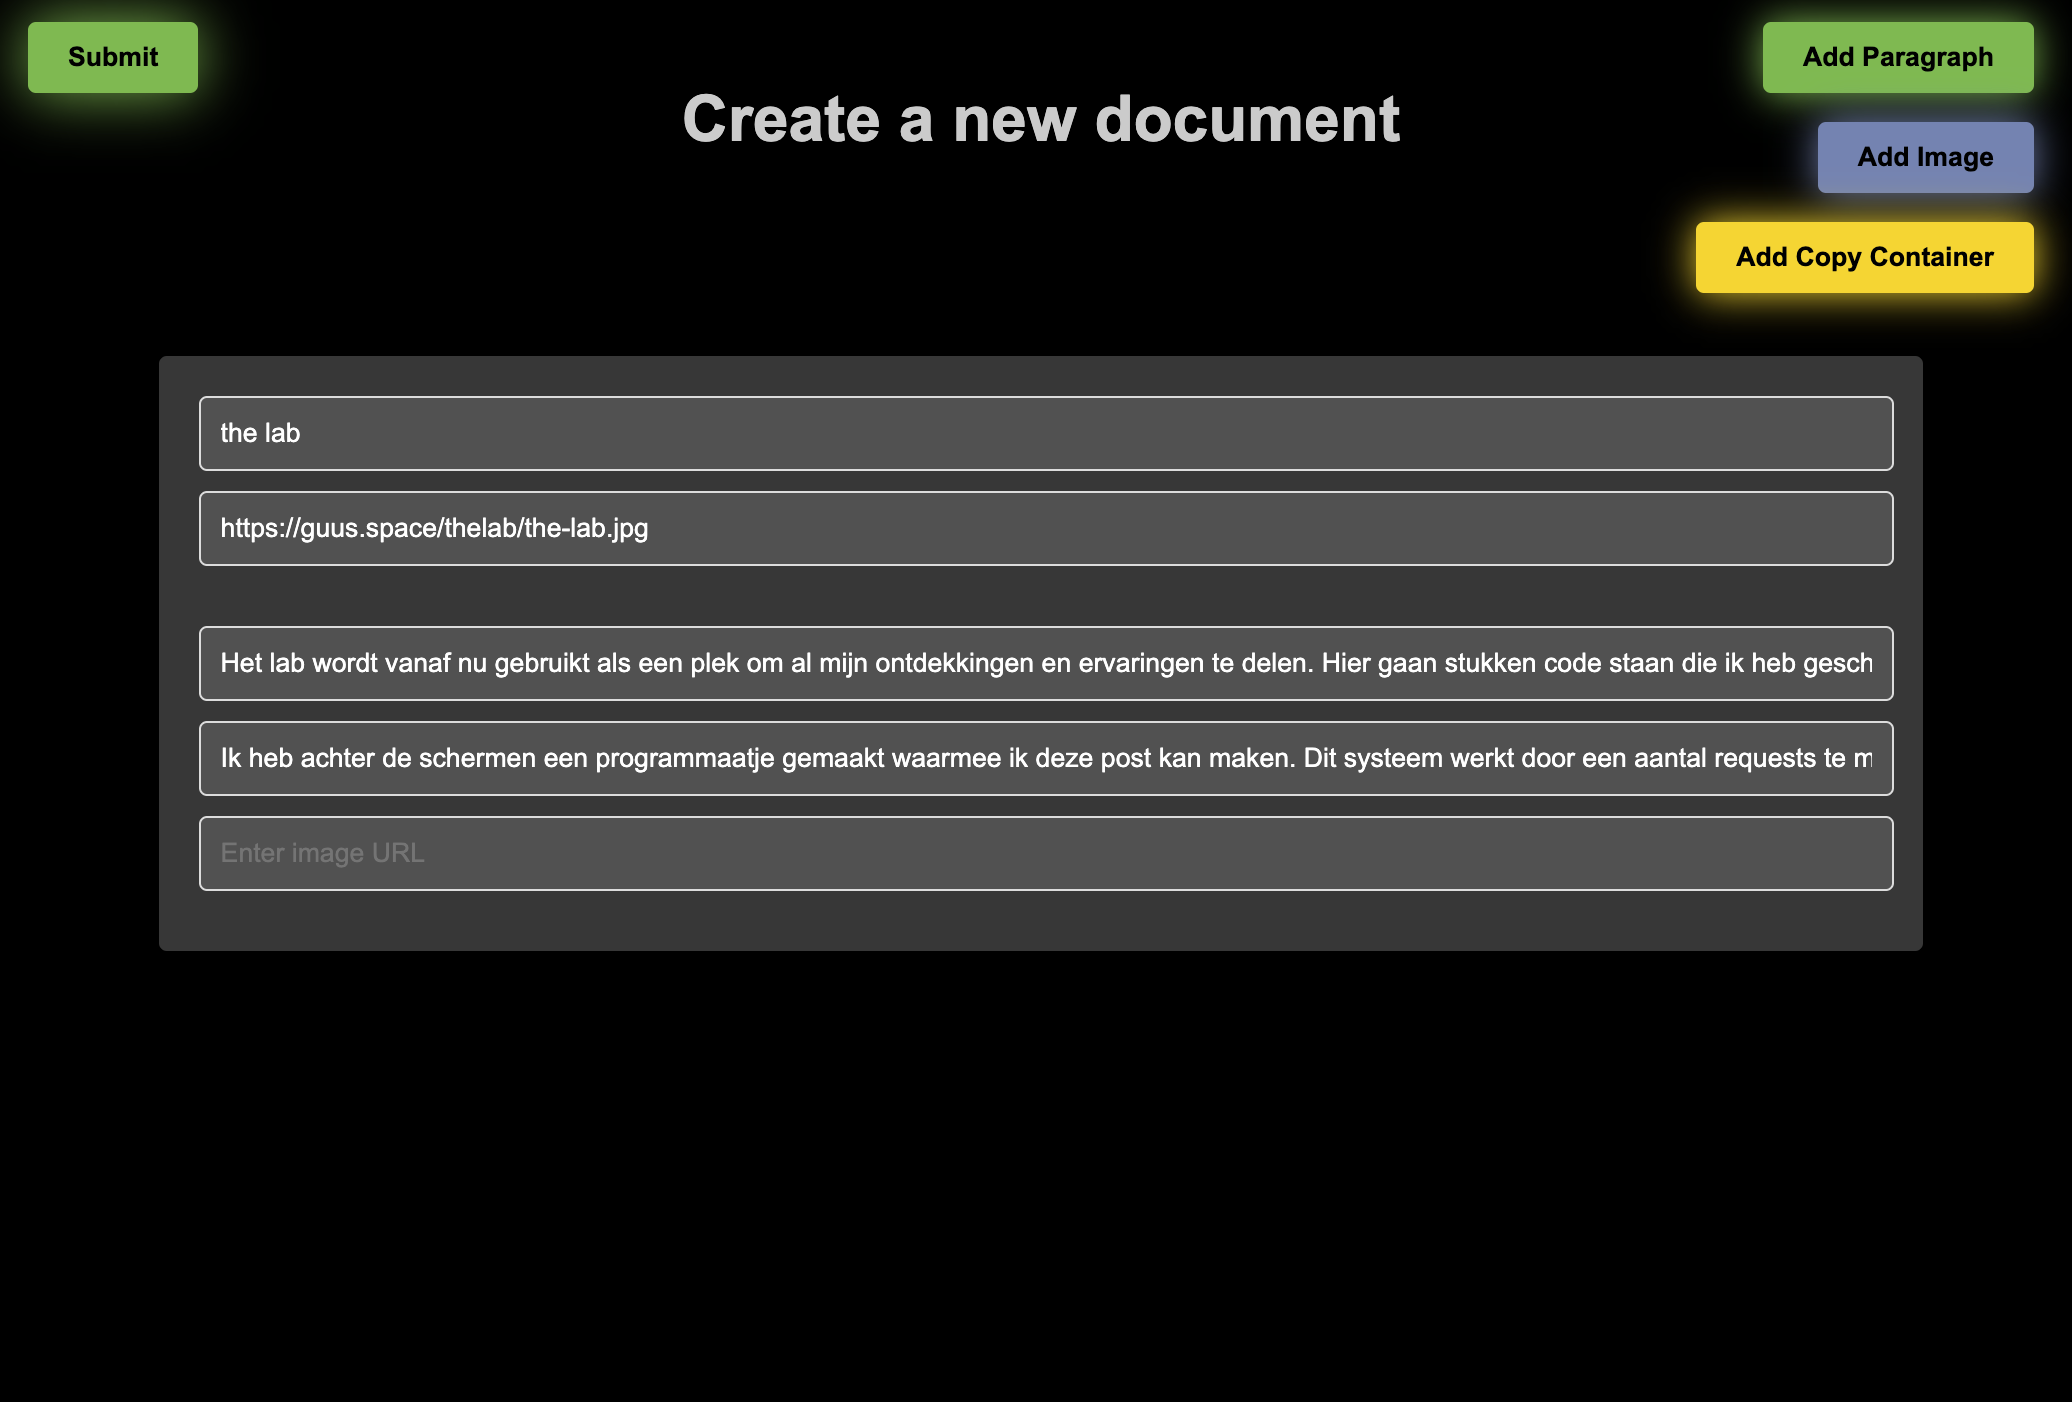 Submit
Add Paragraph
Create a new document
Add Image
Add Copy Container
the lab
https://guus.space/thelab/the-lab.jpg
Het lab wordt vanaf nu gebruikt als een plek om al mijn ontdekkingen en ervaringen te delen. Hier gaan stukken code staan die ik heb gesch
Ik heb achter de schermen een programmaatje gemaakt waarmee ik deze post kan maken. Dit systeem werkt door een aantal requests te m
Enter image URL